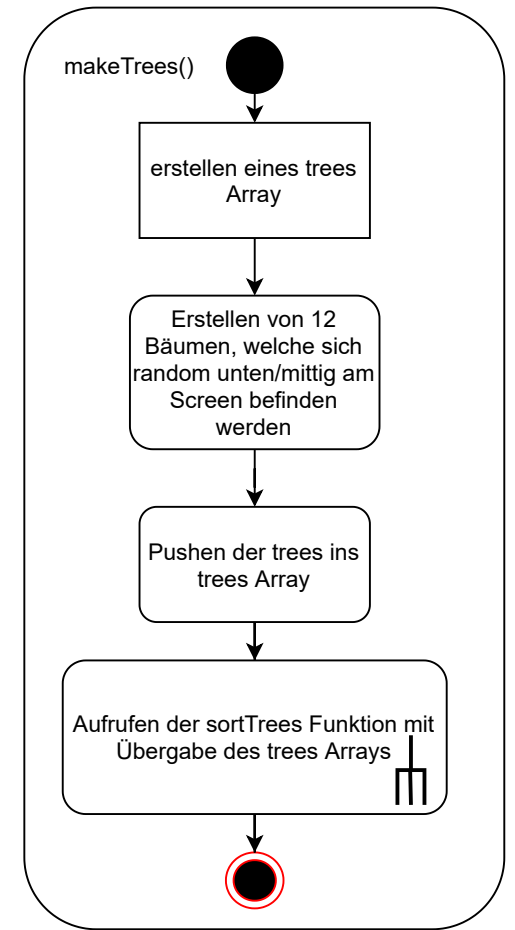 makeTrees()
erstellen eines trees
Array
Erstellen von 12
Bäumen, welche sich
random unten/mittig am
Screen befinden
werden
Pushen der trees ins
trees Array
Aufrufen der sortTrees Funktion mit
Übergabe des trees Arrays